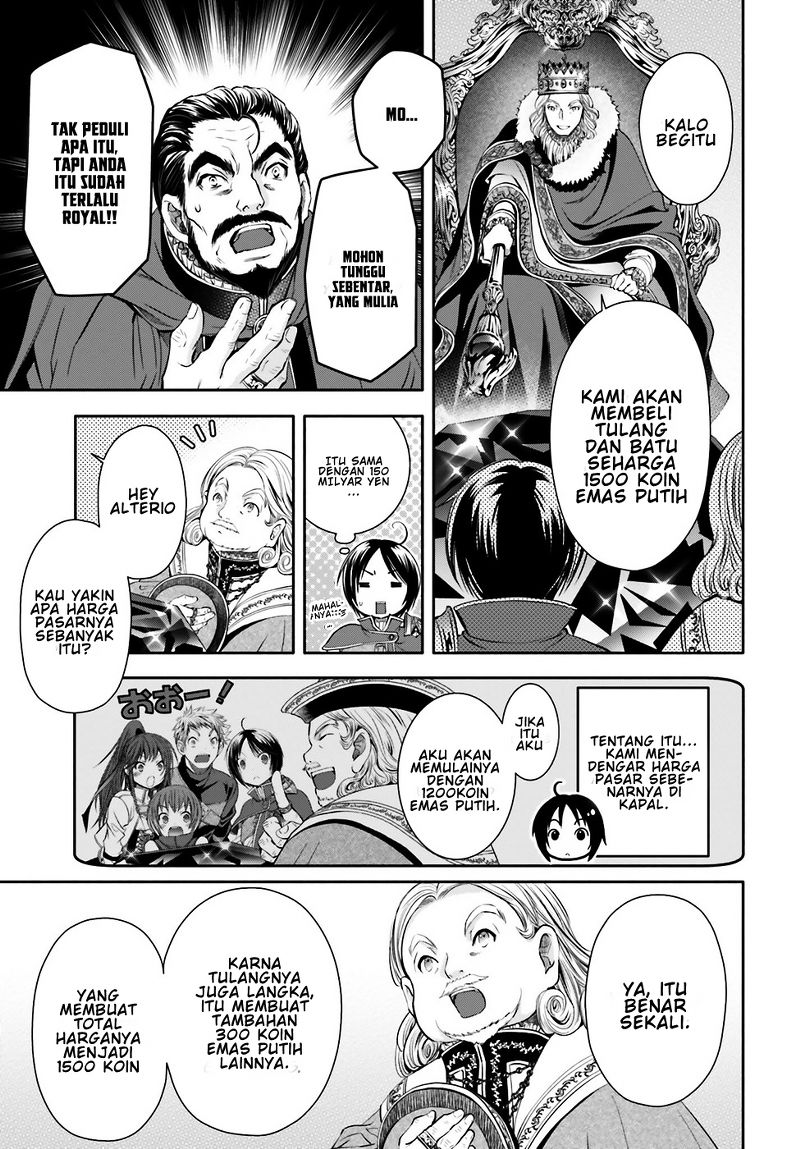 KALO
BEGITU
KAMI AKAN
MEMBELI
TULANG
DAN BATU
SEHARGA
1500 KOIN
EMAS PUTIH
MO...
MOHON
TUNGGU
SEBENTAR,
YANG MULIA
TAK PEDULI
APA ITU,
TAPI ANDA
ITU SUDAH
TERLALU
ROYAL!!
ITU SAMA
DENGAN 150
MILYAR YEN
...
MAHAL-
HEY
ALTERIO
KAU YAKIN
APA HARGA
PASARNYA
SEBANYAK
ITU?
TENTANG ITU...
KAMI MEN-
DENGAR HARGA
PASAR SEBE-
NARNYA DI
KAPAL.
JIKA
ITU
AKU
AKU AKAN
MEMULAINYA
DENGAN
1200KOIN
EMAS PUTIH.
おおー!
YA, ITU
BENAR
SEKALI.
KARNA
TULANGNYA
JUGA LANGKA,
ITU MEMBUAT
TAMBAHAN
300 KOIN
EMAS PUTIH
LAINNYA.
YANG
MEMBUAT
TOTAL
HARGANYA
MENJADI
1500 KOIN